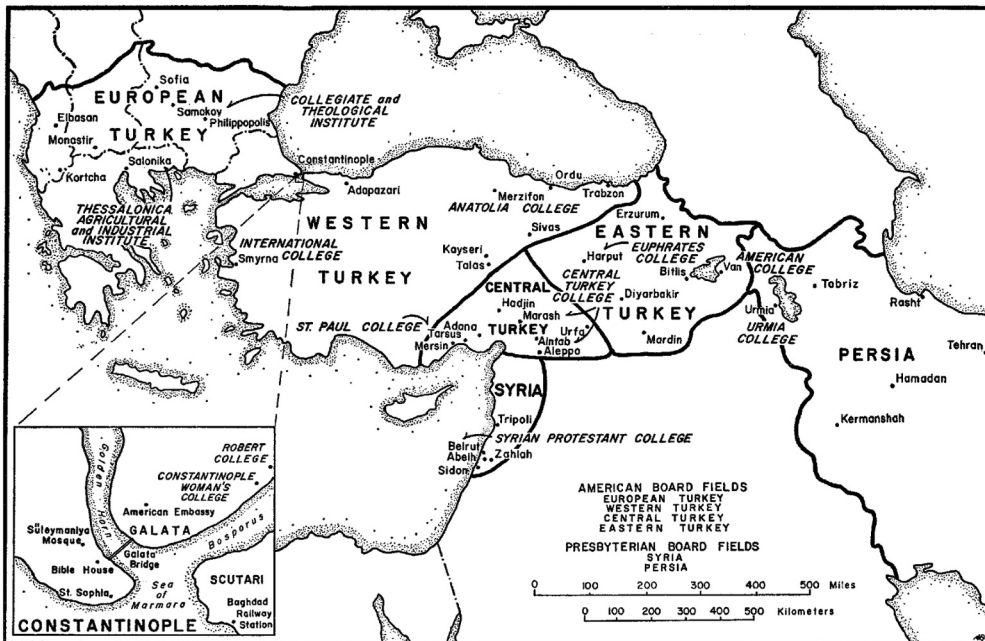 Sofia
EUROPEAN
Samokov
COLLEGIATE and
THEOLOGICAL
INSTITUTE
Philippopolis
Elbasan
TURKEY
Monastir
Salonika
Kortcha
THESSALONICA
AGRICULTURAL
and INDUSTRIAL
INSTITUTE
Constantinople
Adapazari
WESTERN
TURKEY
INTERNATIONAL
COLLEGE
Smyrna
Ordu
Merzifon
Trabzon
ANATOLIA COLLEGE
Sivas
Kayseri
Talas
Erzurum
EASTERN
TURKEY
Harput
EUPHRATES
COLLEGE
Bitlis
Van
AMERICAN
COLLEGE
Diyarbakir
Mardin
CENTRAL
TURKEY
CENTRAL
TURKEY
COLLEGE
Hadjin
Marash
Urfa
Aintab
Aleppo
ST. PAUL COLLEGE
Adana
Tarsus
Mersin
Tabriz
Urmia
URMIA
COLLEGE
Rasht
Tehran
PERSIA
Hamadan
Kermanshah
SYRIA
Tripoli
SYRIAN PROTESTANT COLLEGE
Beirut
Abeih
Zahlah
Sidon
ROBERT
COLLEGE
CONSTANTINOPLE
WOMAN'S
COLLEGE
American Embassy
Golden Horn
GALATA
Bosporus
Süleymaniya
Mosque
Galata
Bridge
Bible House
St. Sophia
Sea
of
Marmara
SCUTARI
Baghdad
Railway
Station
CONSTANTINOPLE
AMERICAN BOARD FIELDS
EUROPEAN TURKEY
WESTERN TURKEY
CENTRAL TURKEY
EASTERN TURKEY
PRESBYTERIAN BOARD FIELDS
SYRIA
PERSIA
0 100 200 300 400 500 Miles
0 100 200 300 400 500
Kilometers